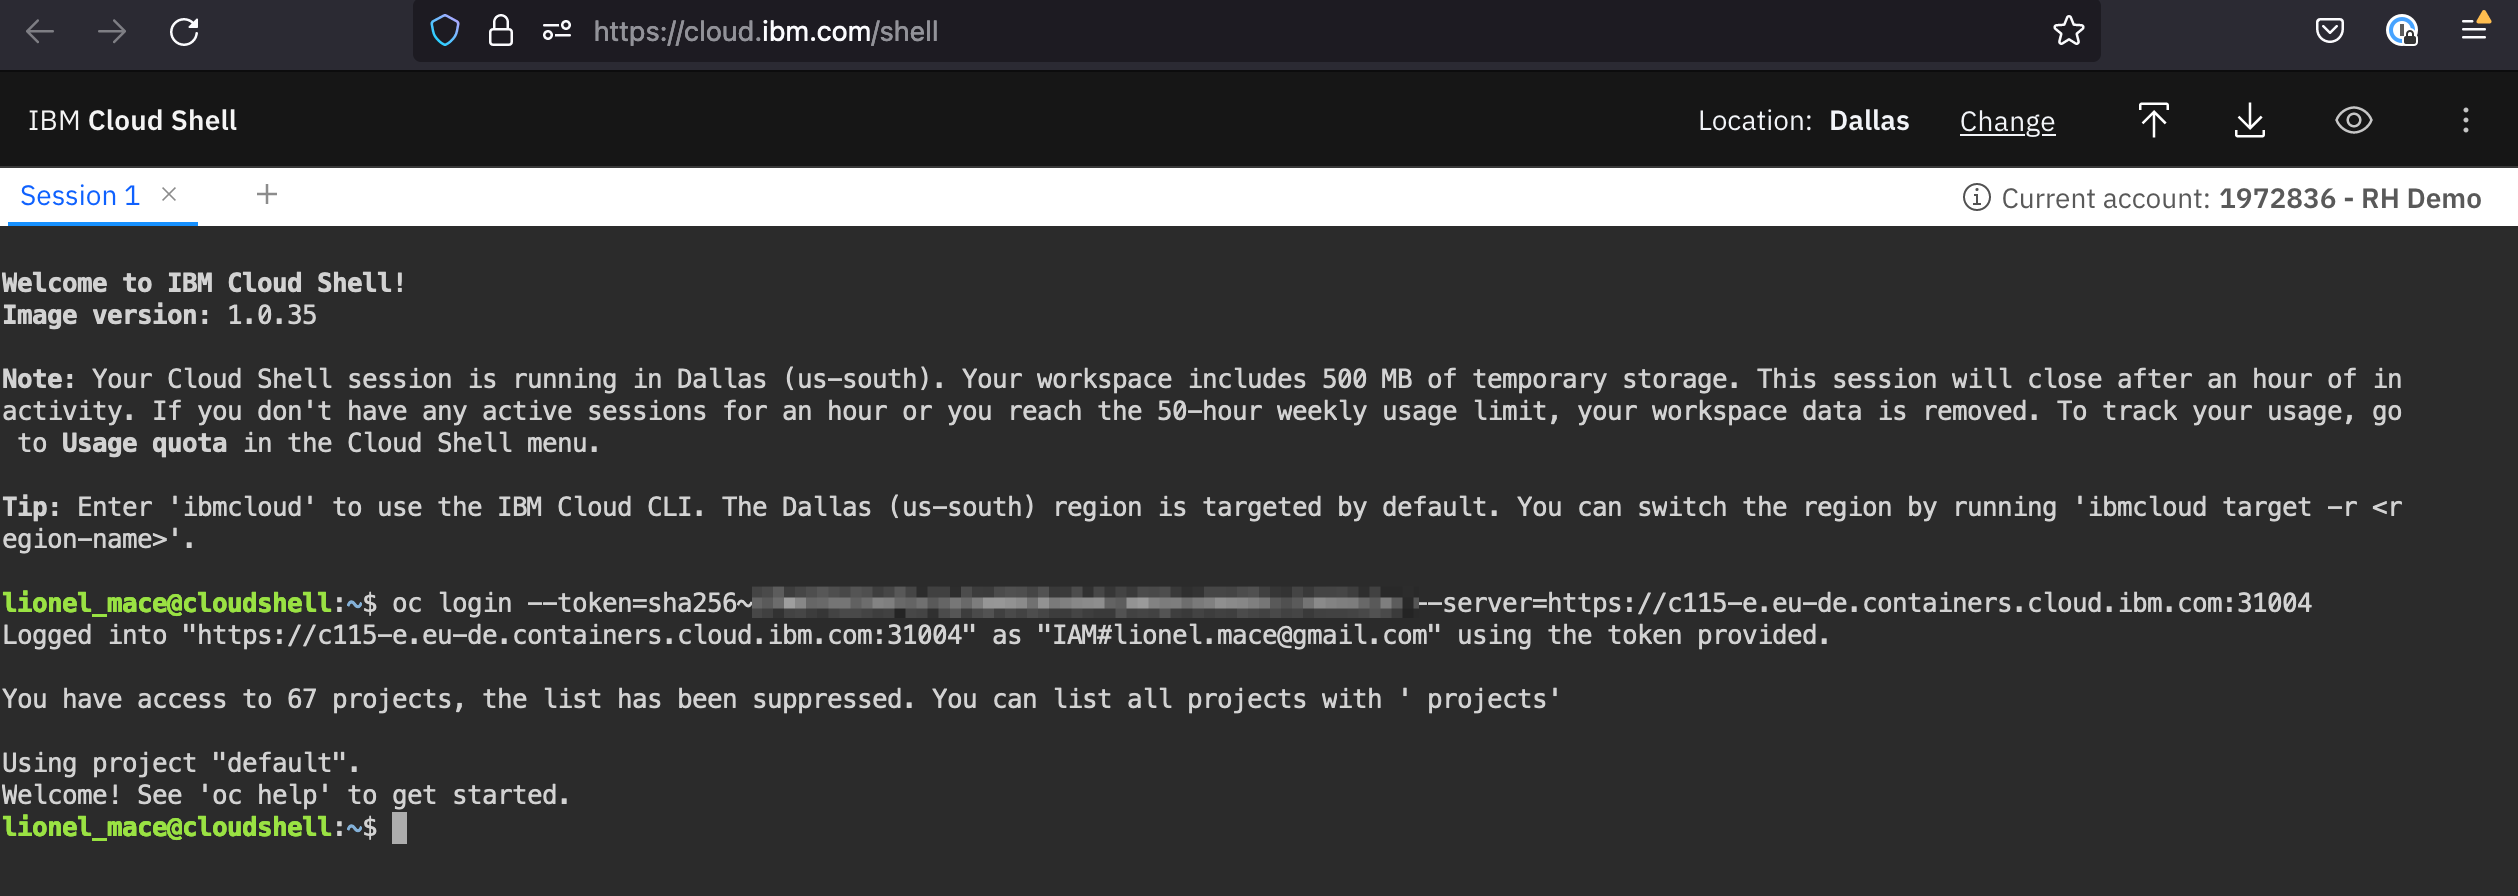 https://cloud.ibm.com/shell
IBM Cloud Shell
Location: Dallas Change
Session 1
Current account: 1972836 - RH Demo
Welcome to IBM Cloud Shell!
Image version: 1.0.35
Note: Your Cloud Shell session is running in Dallas (us-south). Your workspace includes 500 MB of temporary storage. This session will close after an hour of in
activity. If you don't have any active sessions for an hour or you reach the 50-hour weekly usage limit, your workspace data is removed. To track your usage, go
to Usage quota in the Cloud Shell menu.
Tip: Enter 'ibmcloud' to use the IBM Cloud CLI. The Dallas (us-south) region is targeted by default. You can switch the region by running 'ibmcloud target -r <r
egion-name>'.
lionel_mace@cloudshell:~$ oc login --token=sha256~ --server=https://c115-e.eu-de.containers.cloud.ibm.com:31004
Logged into "https://c115-e.eu-de.containers.cloud.ibm.com:31004" as "IAM#lionel.mace@gmail.com" using the token provided.
You have access to 67 projects, the list has been suppressed. You can list all projects with ' projects'
Using project "default".
Welcome! See 'oc help' to get started.
lionel_mace@cloudshell:~$